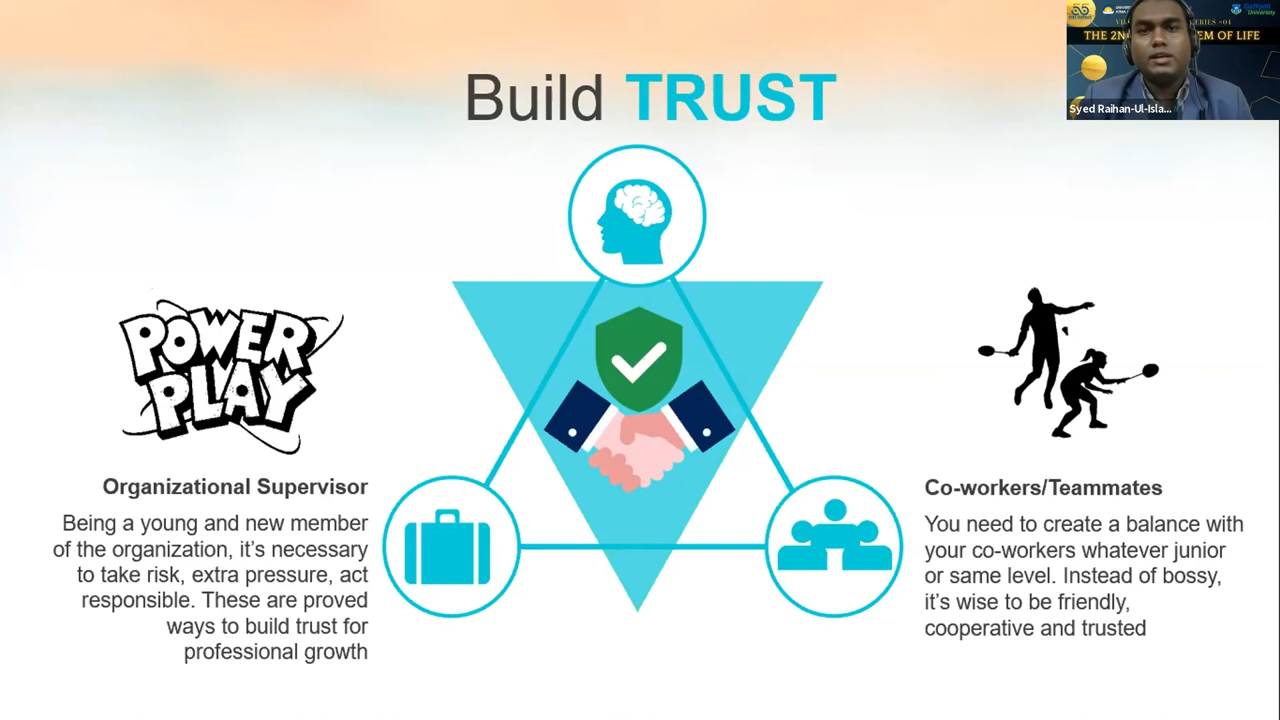 Build TRUST
THE 2N
EM OF LIFE
Syed Raihan-Ul-Isla...
POWER
PLAY
Organizational Supervisor
Being a young and new member
of the organization, it’s necessary
to take risk, extra pressure, act
responsible. These are proved
ways to build trust for
professional growth
Co-workers/Teammates
You need to create a balance with
your co-workers whatever junior
or same level. Instead of bossy,
it’s wise to be friendly,
cooperative and trusted